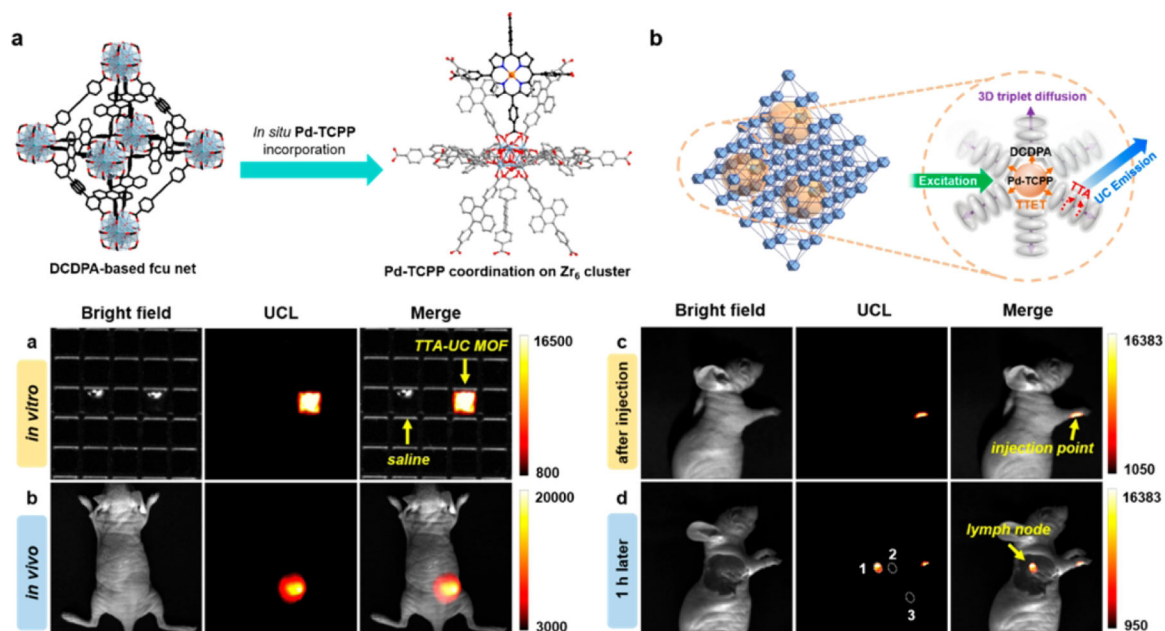 a
In situ Pd-TCPP
incorporation
DCDPA-based fcu net
Pd-TCPP coordination on Zr6 cluster
b
3D triplet diffusion
DCDPA
Excitation
Pd-TCPP
TTET
TTA
UC Emission
Bright field
UCL
Merge
a
in vitro
TTA-UC MOF
saline
16500
800
b
in vivo
20000
3000
Bright field
UCL
Merge
c
after injection
injection point
16383
1050
d
1 h later
1
2
3
lymph node
16383
950